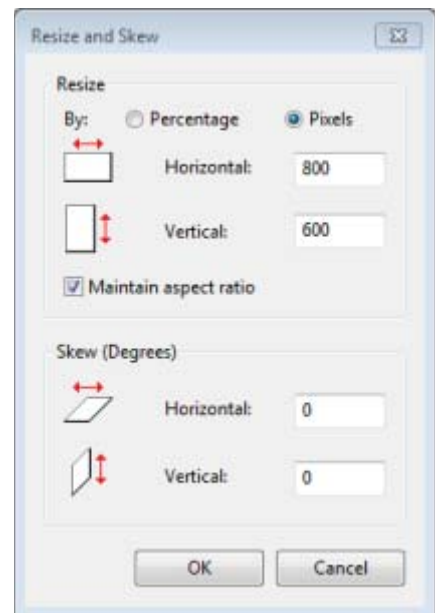 Resize and Skew
Resize
By: Percentage Pixels
Horizontal: 800
Vertical: 600
Maintain aspect ratio
Skew (Degrees)
Horizontal: 0
Vertical: 0
OK Cancel